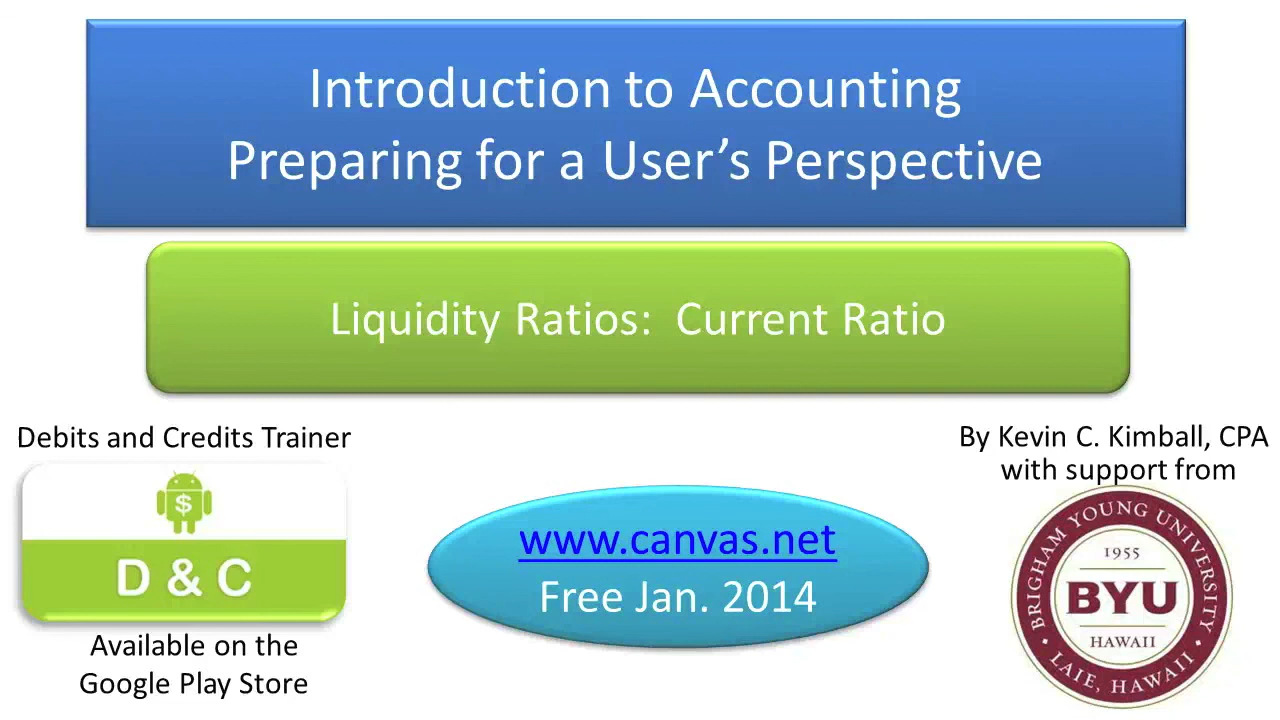 Introduction to Accounting
Preparing for a User’s Perspective
Liquidity Ratios:  Current Ratio
Debits and Credits Trainer
$
D & C
Available on the
Google Play Store
www.canvas.net
Free Jan. 2014
By Kevin C. Kimball, CPA
with support from
BRIGHAM YOUNG UNIVERSITY
1955
BYU
HAWAII
LAIE, HAWAII